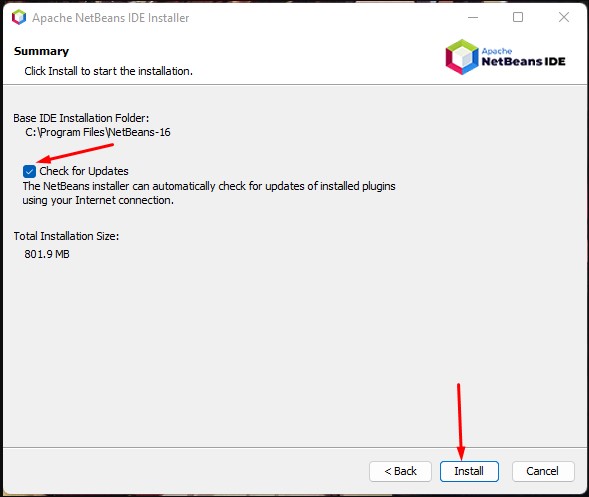 Apache NetBeans IDE Installer
Summary
Click Install to start the installation.
Apache
NetBeans IDE
Base IDE Installation Folder:
C:\Program Files\NetBeans-16
Check for Updates
The NetBeans installer can automatically check for updates of installed plugins
using your Internet connection.
Total Installation Size:
801.9 MB
< Back
Install
Cancel